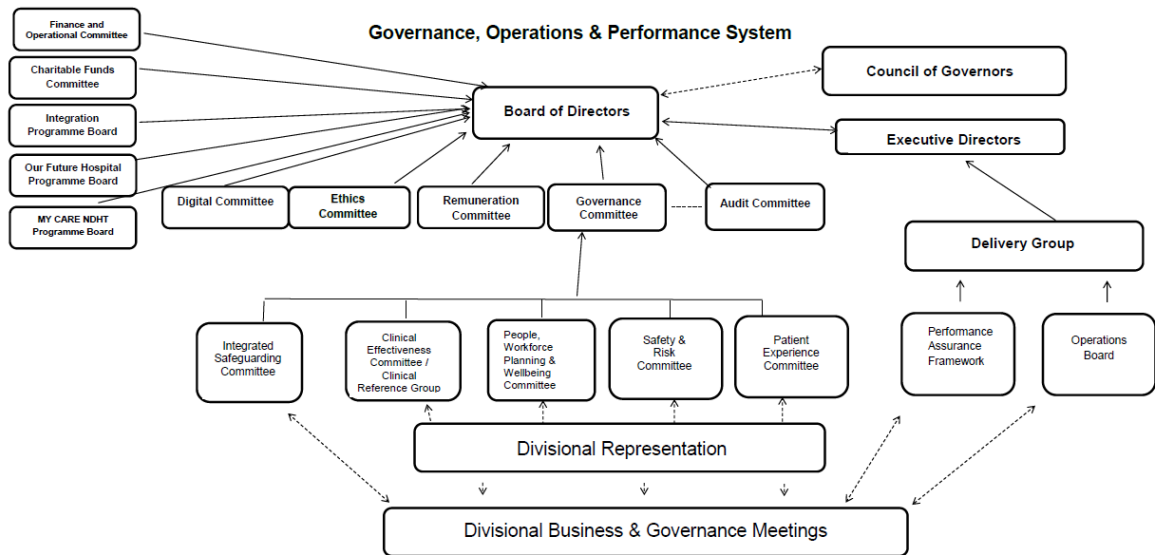 Governance, Operations & Performance System
Finance and
Operational Committee
Charitable Funds
Committee
Integration
Programme Board
Our Future Hospital
Programme Board
MY CARE NDHT
Programme Board
Council of Governors
Board of Directors
Executive Directors
Digital Committee
Ethics
Committee
Remuneration
Committee
Governance
Committee
Audit Committee
Delivery Group
Integrated
Safeguarding
Committee
Clinical
Effectiveness
Committee /
Clinical
Reference Group
People,
Workforce
Planning &
Wellbeing
Committee
Safety &
Risk
Committee
Patient
Experience
Committee
Performance
Assurance
Framework
Operations
Board
Divisional Representation
Divisional Business & Governance Meetings